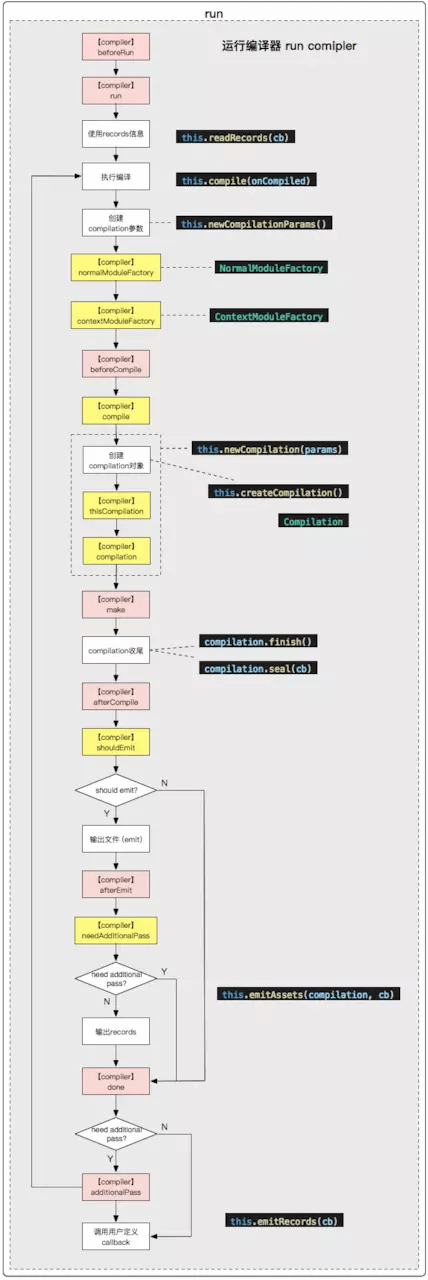 run
运行编译器 run comipler
【compiler】
beforeRun
【compiler】
run
使用records信息
this.readRecords(cb)
执行编译
this.compile(onCompiled)
创建
compilation参数
this.newCompilationParams()
【compiler】
normalModuleFactory
NormalModuleFactory
【compiler】
contextModuleFactory
ContextModuleFactory
【compiler】
beforeCompile
【compiler】
compile
创建
compilation对象
this.newCompilation(params)
this.createCompilation()
【compiler】
thisCompilation
Compilation
【compiler】
compilation
【compiler】
make
compilation收尾
compilation.finish()
compilation.seal(cb)
【compiler】
afterCompile
【compiler】
shouldEmit
should emit?
N
Y
输出文件 (emit)
【compiler】
afterEmit
【compiler】
needAdditionalPass
need additional
pass?
Y
N
this.emitAssets(compilation, cb)
输出records
【compiler】
done
need additional
pass?
N
Y
【compiler】
additionalPass
this.emitRecords(cb)
调用用户定义
callback